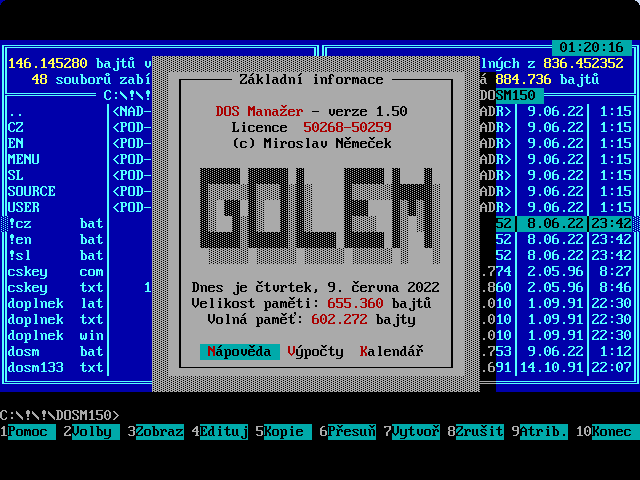 01:20:16
146.145280 bajtů v
lných z 836.452352
48 souborů zabí
á 884.736 bajtů
C:\!\!
DOSM150
Základní informace
DOS Manažer - verze 1.50
Licence 50268-50259
(c) Miroslav Němeček
GOLEM
Dnes je čtvrtek, 9. června 2022
Velikost paměti: 655.360 bajtů
Volná paměť: 602.272 bajty
Nápověda Výpočty Kalendář
.. <NAD-
CZ <POD-
EN <POD-
MENU <POD-
SL <POD-
SOURCE <POD-
USER <POD-
!cz bat
!en bat
!sl bat
cskey com
cskey txt 1
doplnek lat
doplnek txt
doplnek win
dosm bat
dosm133 txt
ADR> 9.06.22 1:15
ADR> 9.06.22 1:15
ADR> 9.06.22 1:15
ADR> 9.06.22 1:15
ADR> 9.06.22 1:15
ADR> 9.06.22 1:15
ADR> 9.06.22 1:15
52 8.06.22 23:42
52 8.06.22 23:42
52 8.06.22 23:42
.774 2.05.96 8:27
.860 2.05.96 8:46
.010 1.09.91 22:30
.010 1.09.91 22:30
.010 1.09.91 22:30
.753 9.06.22 1:12
.691 14.10.91 22:07
C:\!\!\DOSM150>
1Pomoc 2Volby 3Zobraz 4Edituj 5Kopie 6Přesuň 7Vytvoř 8Zrušit 9Atrib. 10Konec